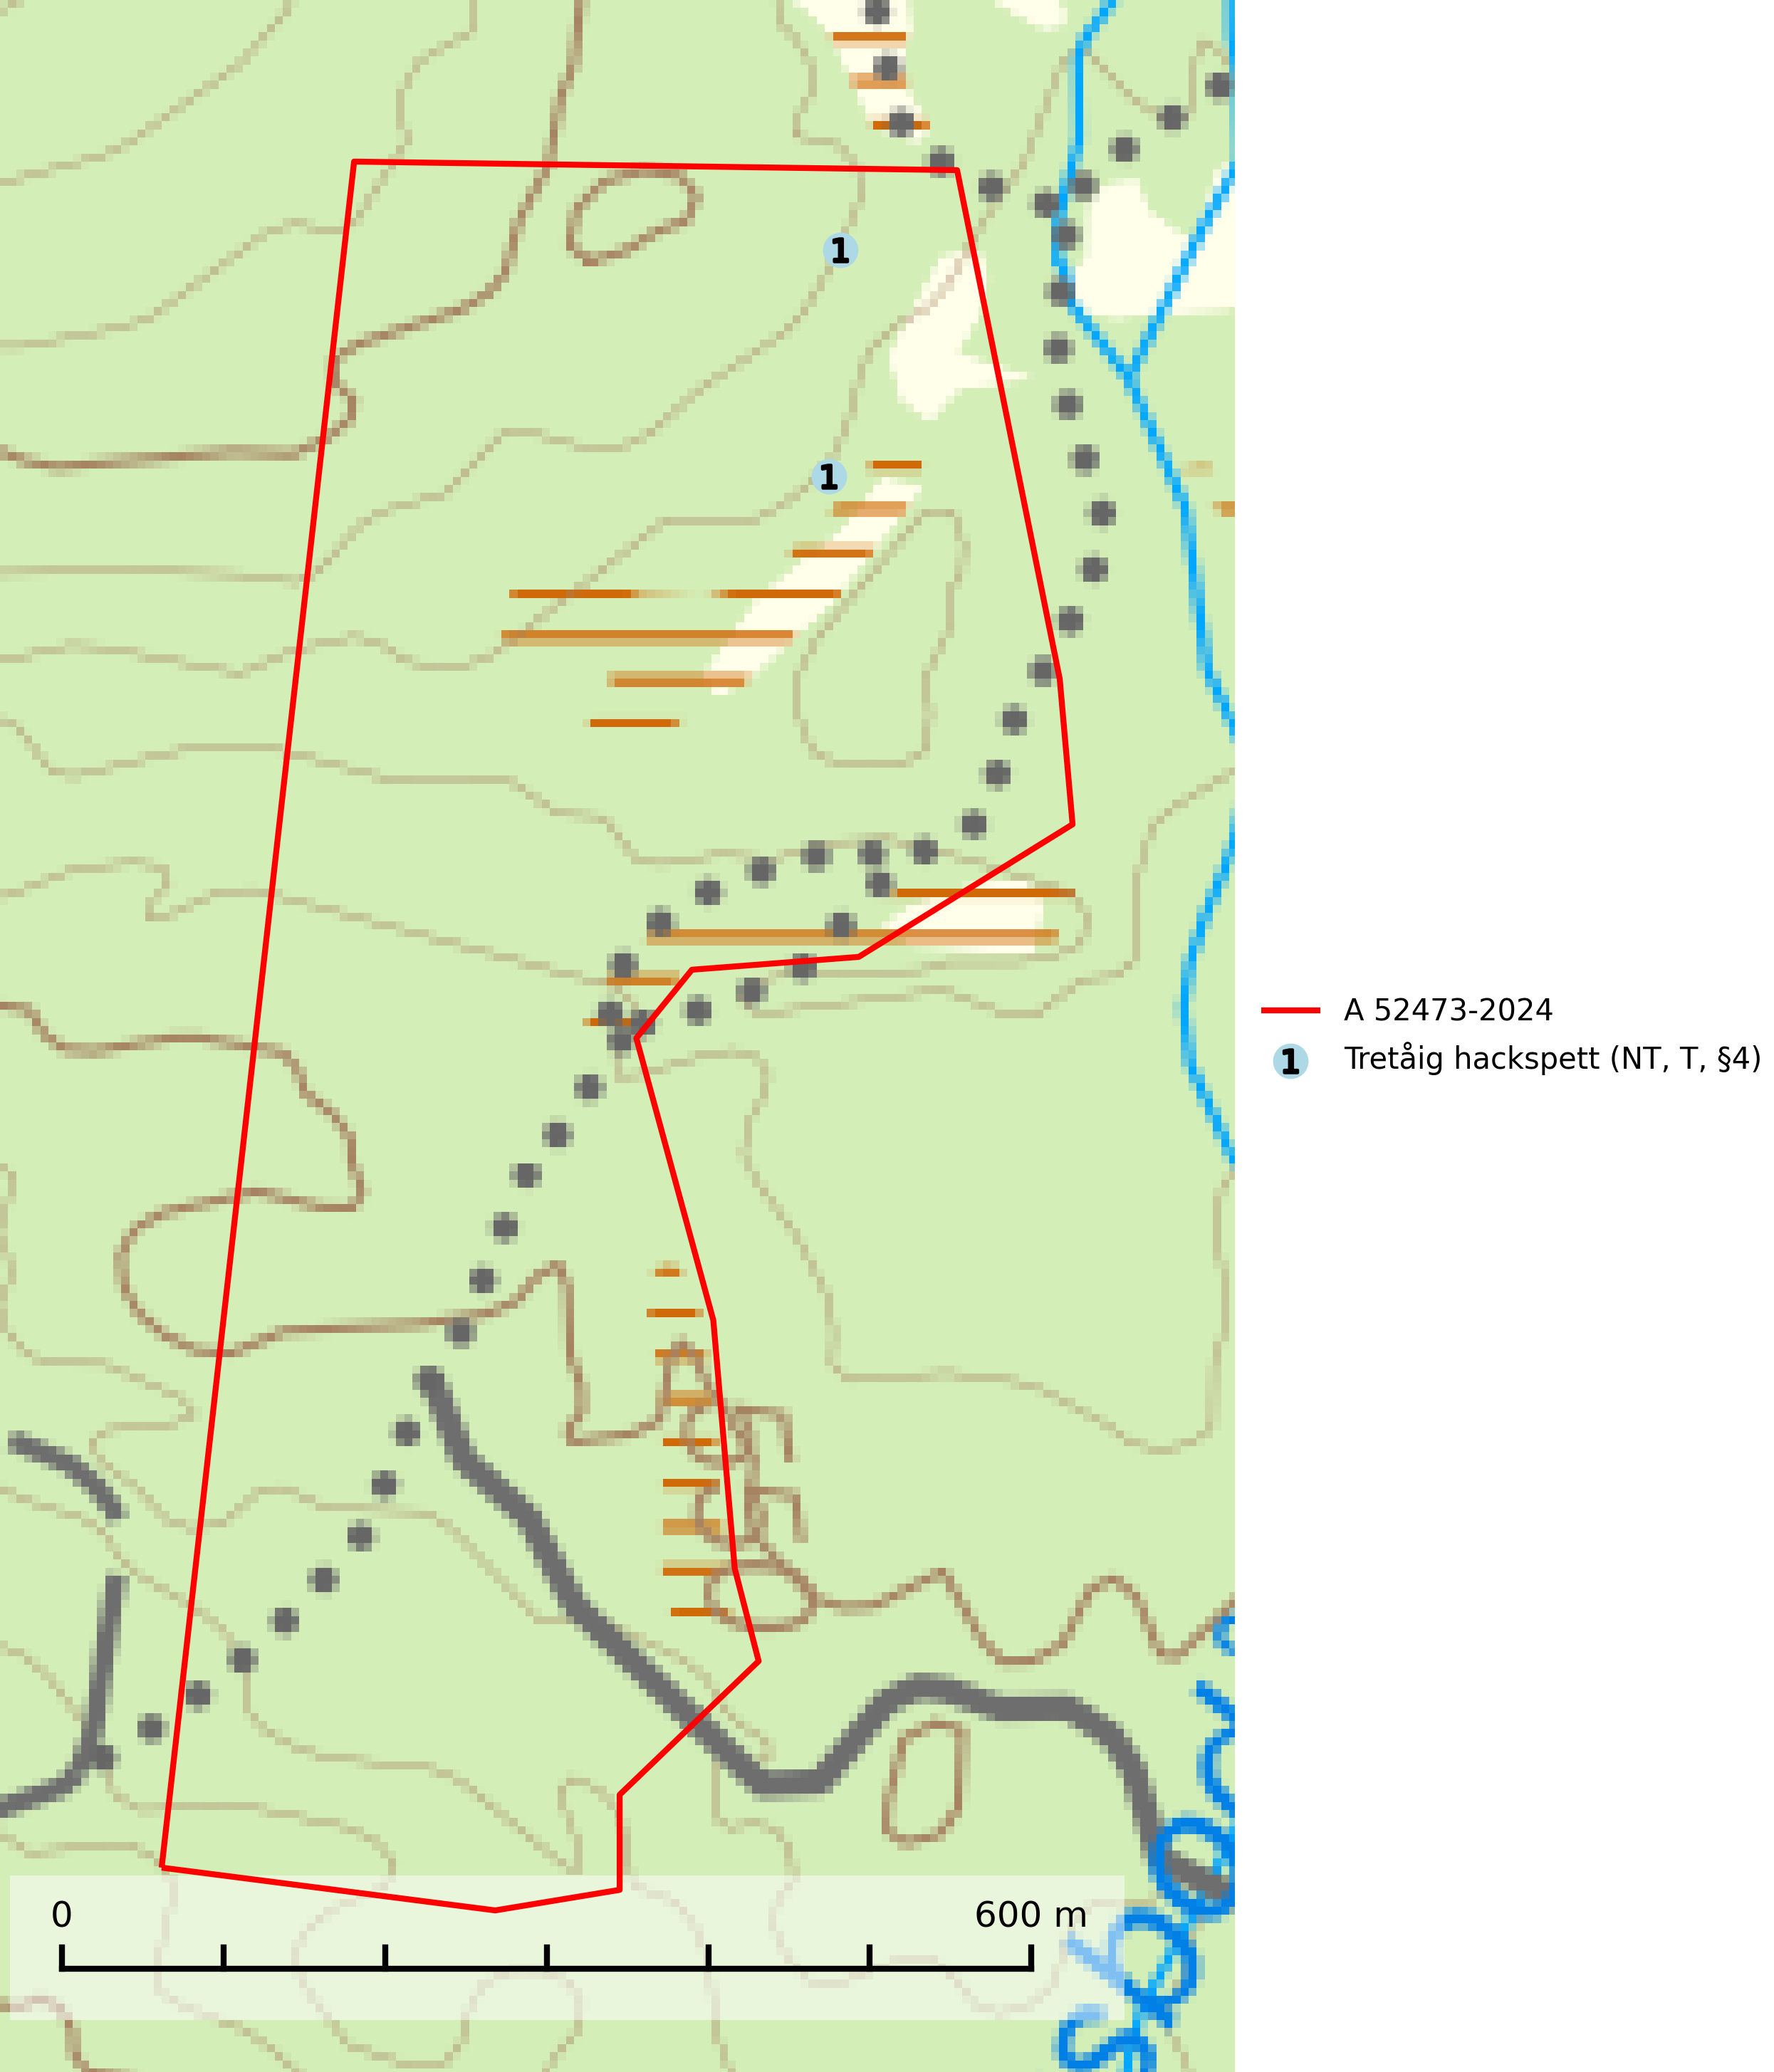 1
1
A 52473-2024
1 Tretåig hackspett (NT, T, §4)
0 600 m